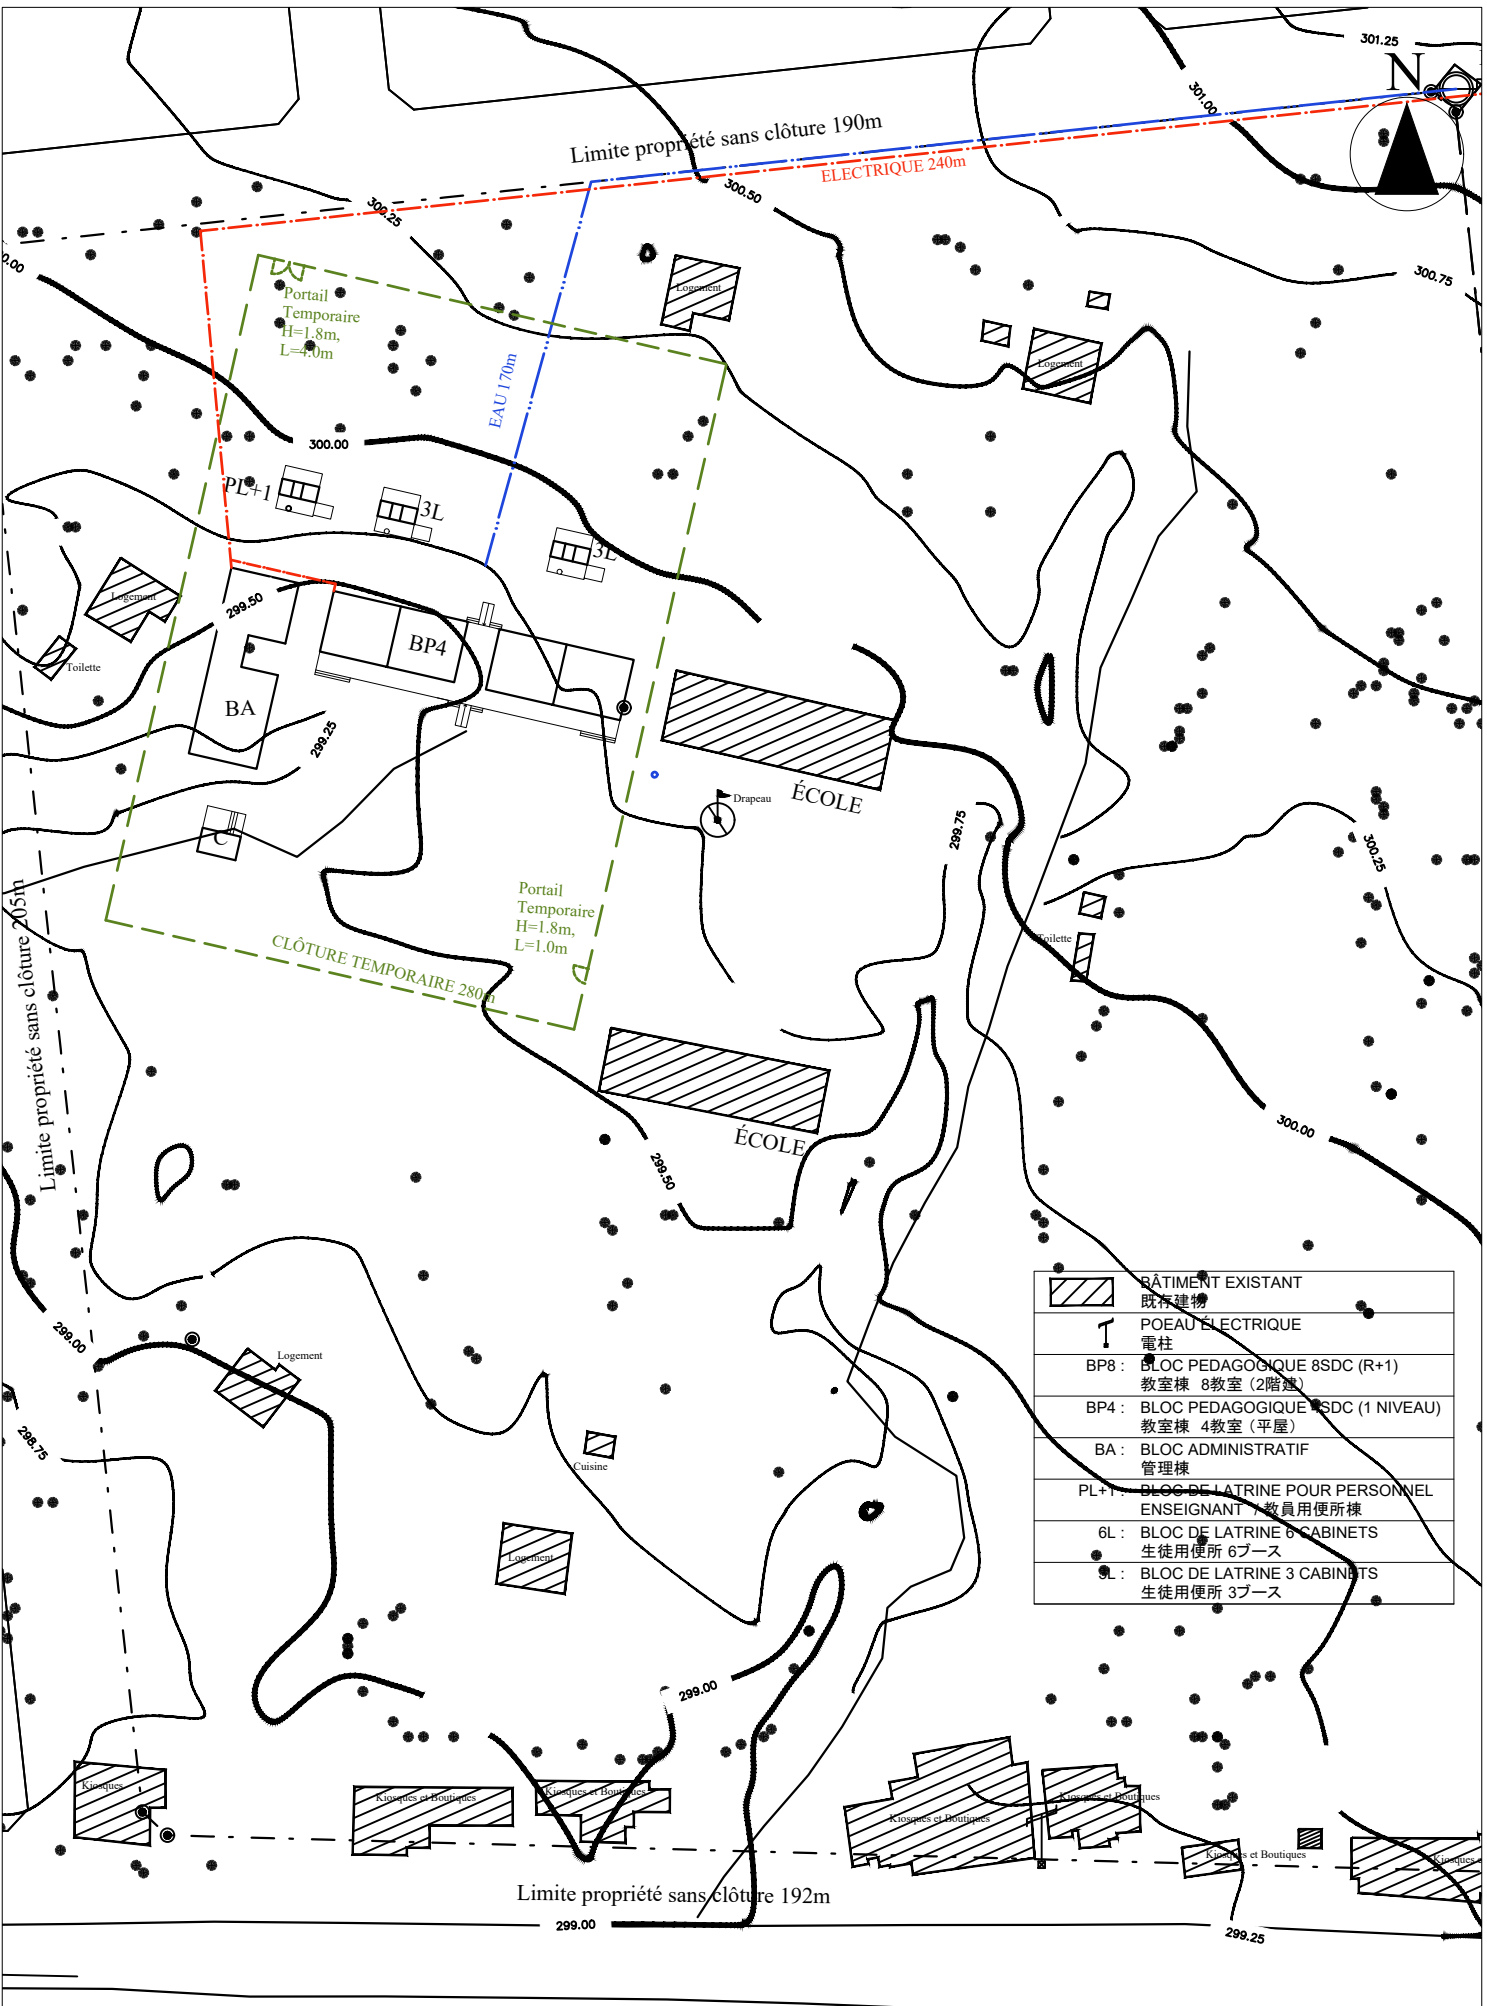 301.25
N
301.00
Limite propriété sans clôture 190m
ELECTRIQUE 240m
300.50
300.25
0.00
300.75
Logement
Portail
Temporaire
H=1.8m,
L=4.0m
Logement
EAU 170m
300.00
PL+1
3L
3L
Logement
299.50
BP4
Toilette
BA
299.25
Drapeau
ÉCOLE
299.75
C
300.25
Portail
Temporaire
H=1.8m,
L=1.0m
Toilette
CLÔTURE TEMPORAIRE 280m
Limite propriété sans clôture 205m
ÉCOLE
300.00
299.50
BÂTIMENT EXISTANT
既存建物
POEAU ÉLECTRIQUE
電柱
BP8 : BLOC PEDAGOGIQUE 8SDC (R+1)
教室棟 8教室（2階建）
BP4 : BLOC PEDAGOGIQUE 4SDC (1 NIVEAU)
教室棟 4教室（平屋）
BA : BLOC ADMINISTRATIF
管理棟
PL+1 : BLOC DE LATRINE POUR PERSONNEL
ENSEIGNANT / 教員用便所棟
6L : BLOC DE LATRINE 6 CABINETS
生徒用便所 6ブース
3L : BLOC DE LATRINE 3 CABINETS
生徒用便所 3ブース
299.00
Logement
298.75
Cuisine
Logement
299.00
Kiosques
Kiosques et Boutiques
Kiosques et Boutiques
Kiosques et Boutiques
Kiosques et Boutiques
Kiosques et Boutiques
Kiosques e
Limite propriété sans clôture 192m
299.00
299.25